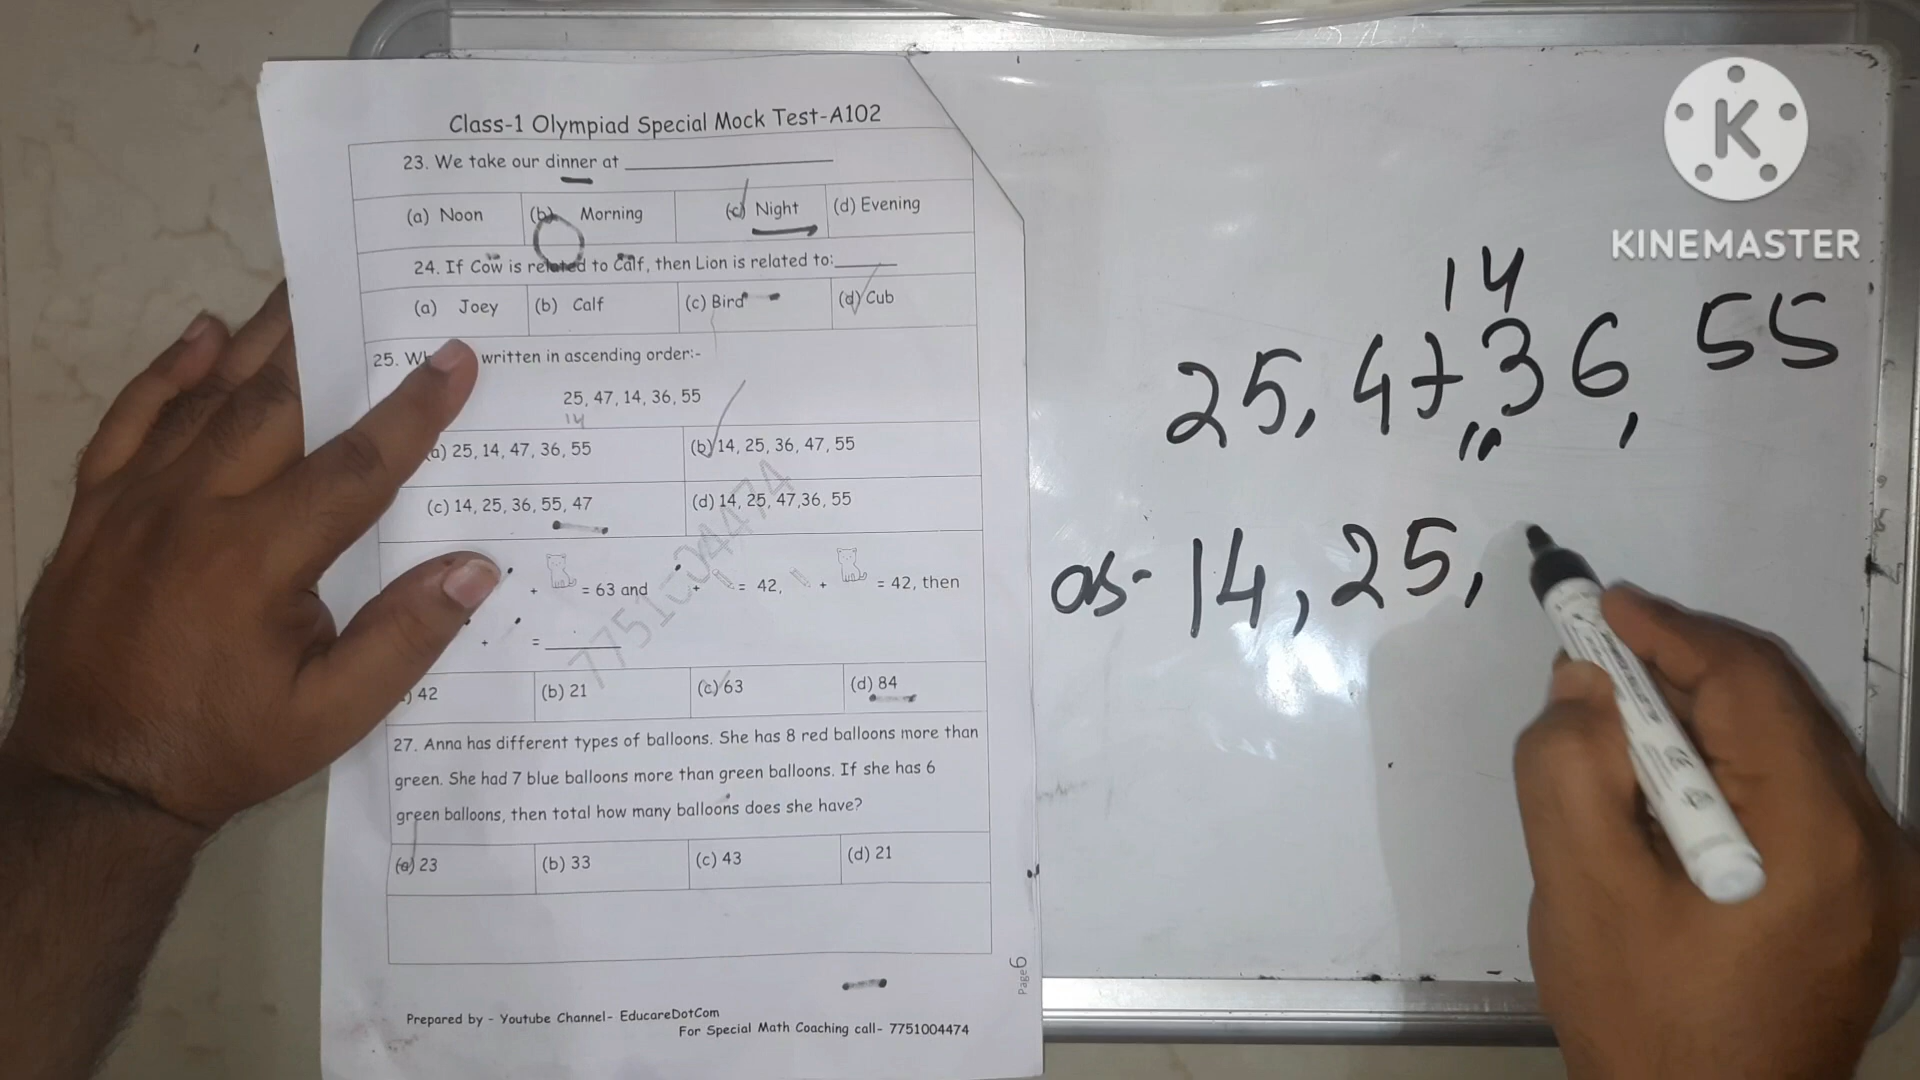 Class-1 Olympiad Special Mock Test-A102
23. We take our dinner at ____________
(a) Noon (b) Morning (c) Night (d) Evening
24. If Cow is related to Calf, then Lion is related to:______
(a) Joey (b) Calf (c) Bird (d) Cub
25. written in ascending order:-
25, 47, 14, 36, 55
14
a) 25, 14, 47, 36, 55 (b) 14, 25, 36, 47, 55
(c) 14, 25, 36, 55, 47 (d) 14, 25, 47,36, 55
+ = 63 and + = 42, + = 42, then
+ = ________
) 42 (b) 21 (c) 63 (d) 84
27. Anna has different types of balloons. She has 8 red balloons more than
green. She had 7 blue balloons more than green balloons. If she has 6
green balloons, then total how many balloons does she have?
(a) 23 (b) 33 (c) 43 (d) 21
7751004474
Page6
Prepared by - Youtube Channel- EducareDotCom
For Special Math Coaching call- 7751004474
14
25, 47, 36, 55
as- 14, 25,
K
KINEMASTER